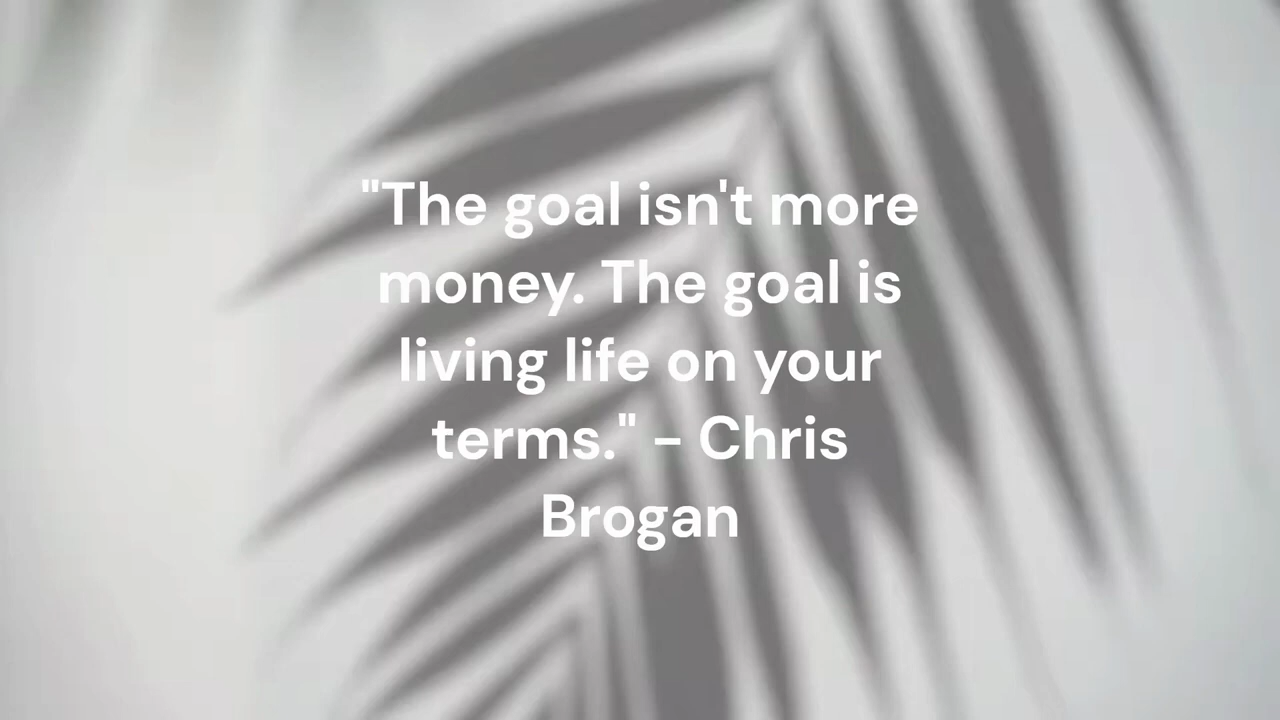 "The goal isn't more
money. The goal is
living life on your
terms." – Chris
Brogan